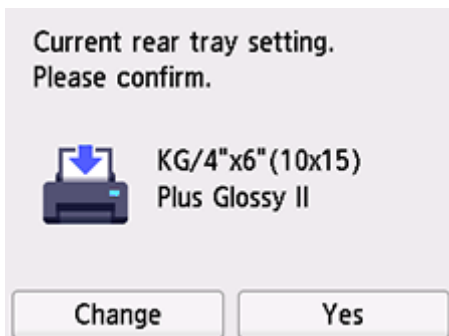 Current rear tray setting.
Please confirm.
KG/4"x6"(10x15)
Plus Glossy II
Change
Yes